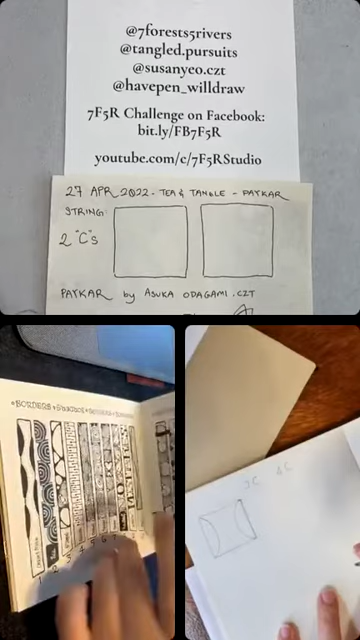 @7forests5rivers
@tangled.pursuits
@susanyeo.czt
@havepen_willdraw
7F5R Challenge on Facebook:
bit.ly/FB7F5R
youtube.com/c/7F5RStudio
27 APR 2022 - TEA & TANGLE - PAYKAR
STRING:
2 "C"s
PAYKAR by ASUKA ODAGAMI.CZT